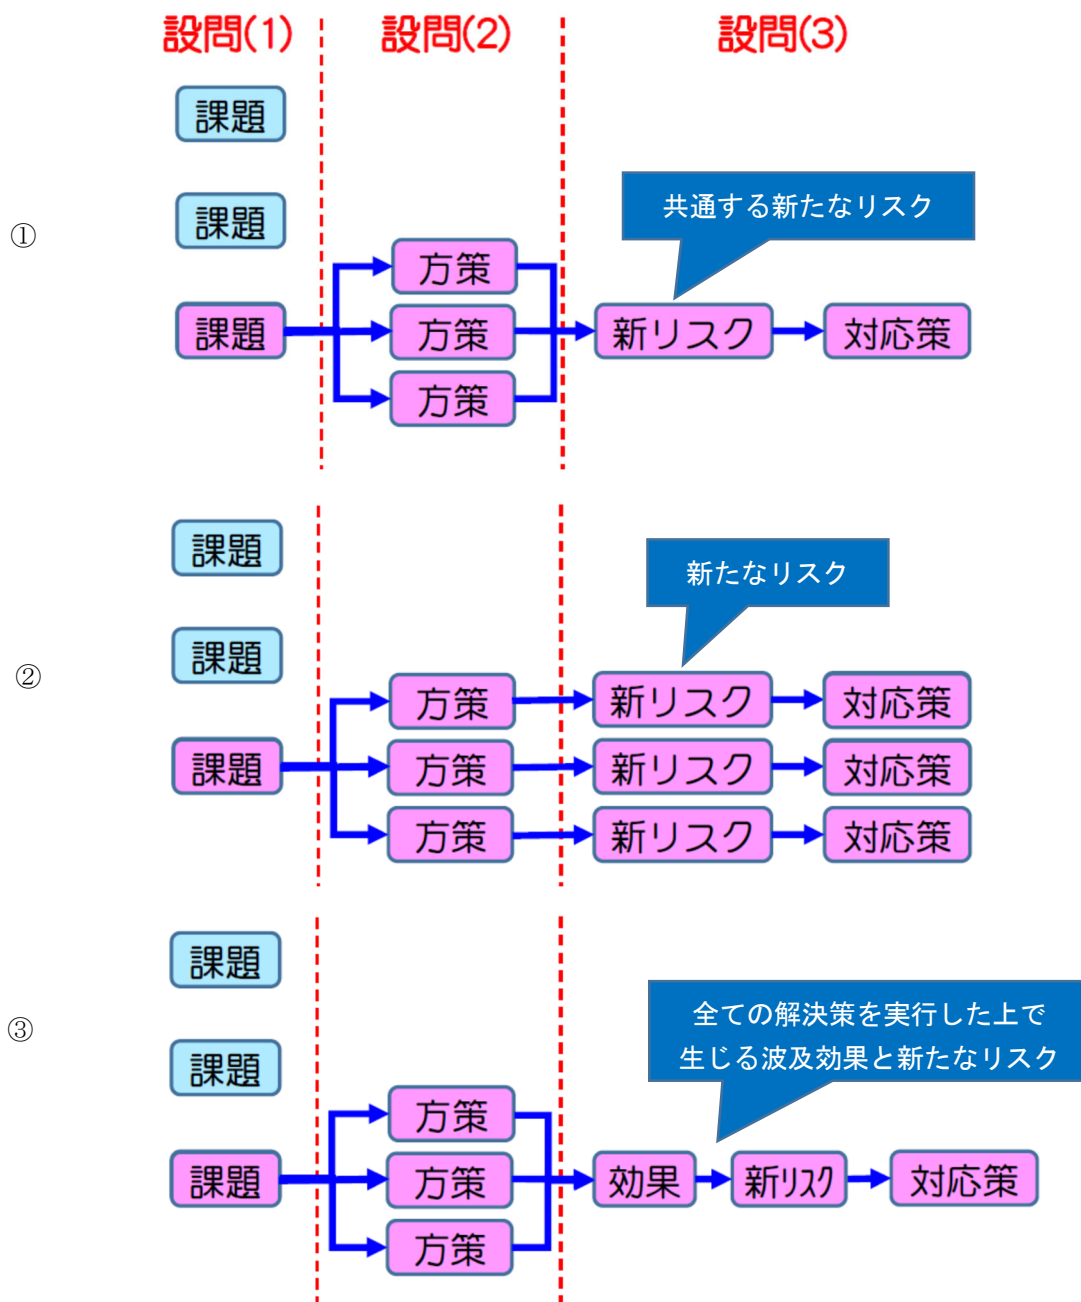 設問(1)
設問(2)
設問(3)
①
課題
課題
課題
方策
方策
方策
共通する新たなリスク
新リスク
対応策
②
課題
課題
課題
方策
方策
方策
新たなリスク
新リスク
対応策
新リスク
対応策
新リスク
対応策
③
課題
課題
課題
方策
方策
方策
全ての解決策を実行した上で
生じる波及効果と新たなリスク
効果
新リスク
対応策